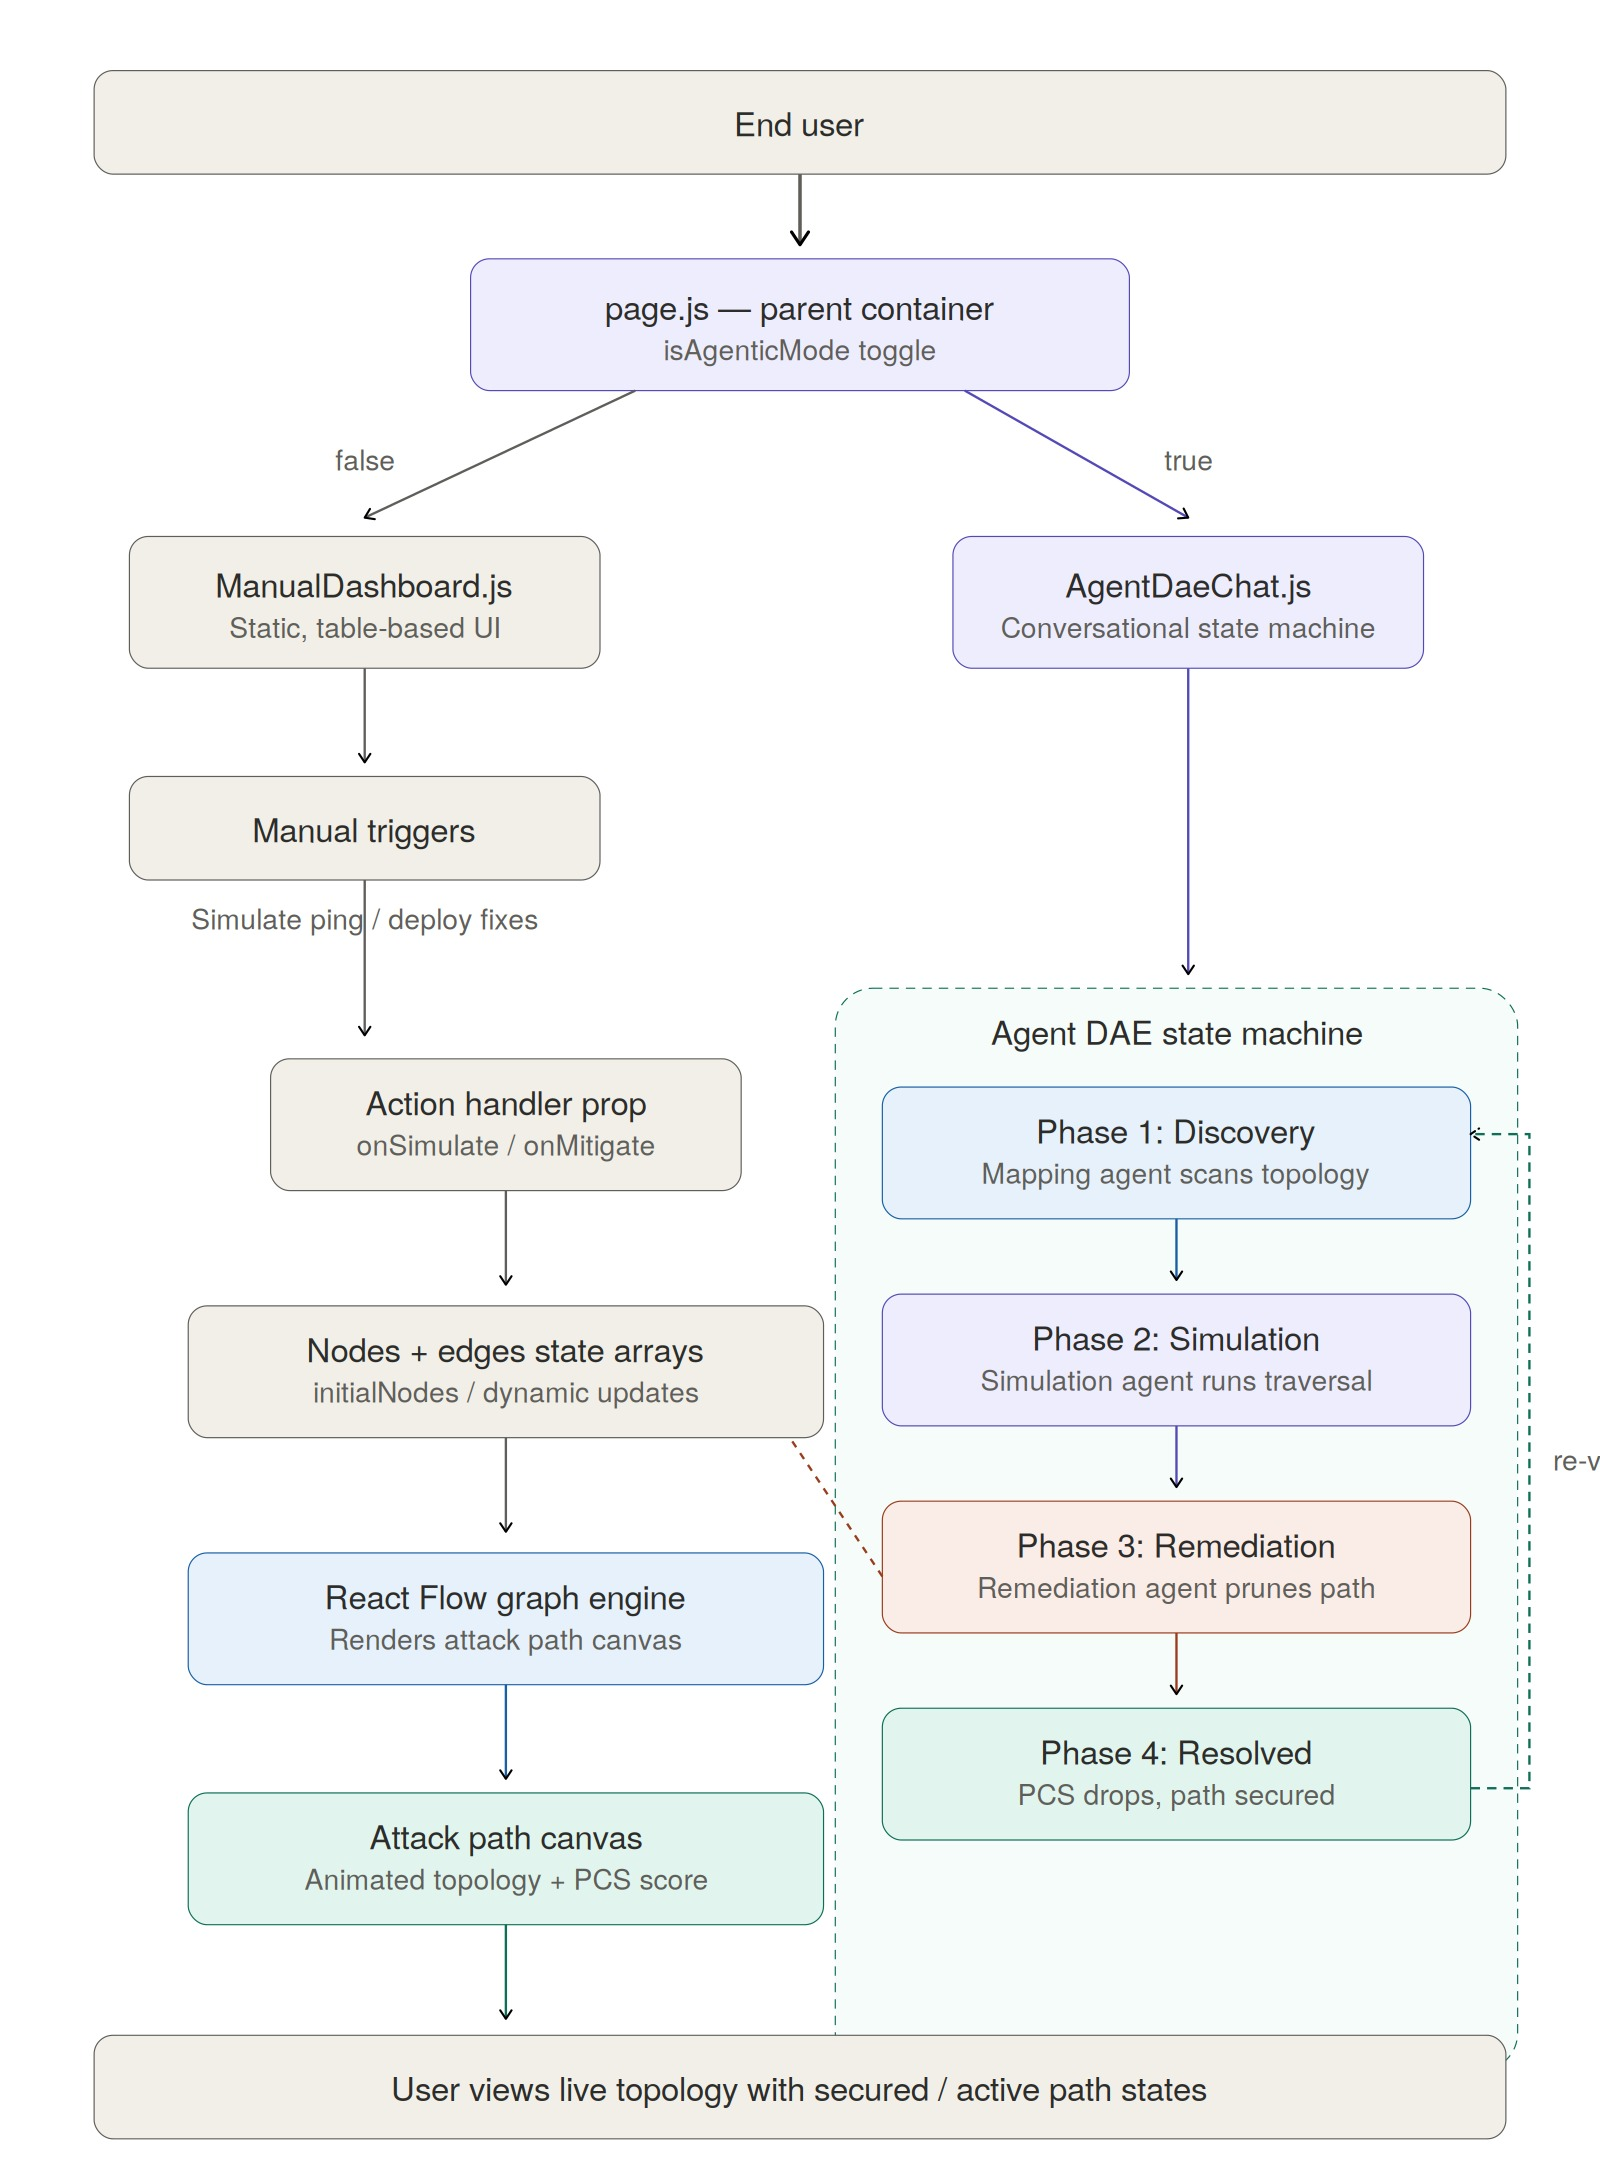 End user
page.js — parent container
isAgenticMode toggle
false
true
ManualDashboard.js
Static, table-based UI
AgentDaeChat.js
Conversational state machine
Manual triggers
Simulate ping / deploy fixes
Action handler prop
onSimulate / onMitigate
Nodes + edges state arrays
initialNodes / dynamic updates
React Flow graph engine
Renders attack path canvas
Attack path canvas
Animated topology + PCS score
Agent DAE state machine
Phase 1: Discovery
Mapping agent scans topology
Phase 2: Simulation
Simulation agent runs traversal
re-v
Phase 3: Remediation
Remediation agent prunes path
Phase 4: Resolved
PCS drops, path secured
User views live topology with secured / active path states